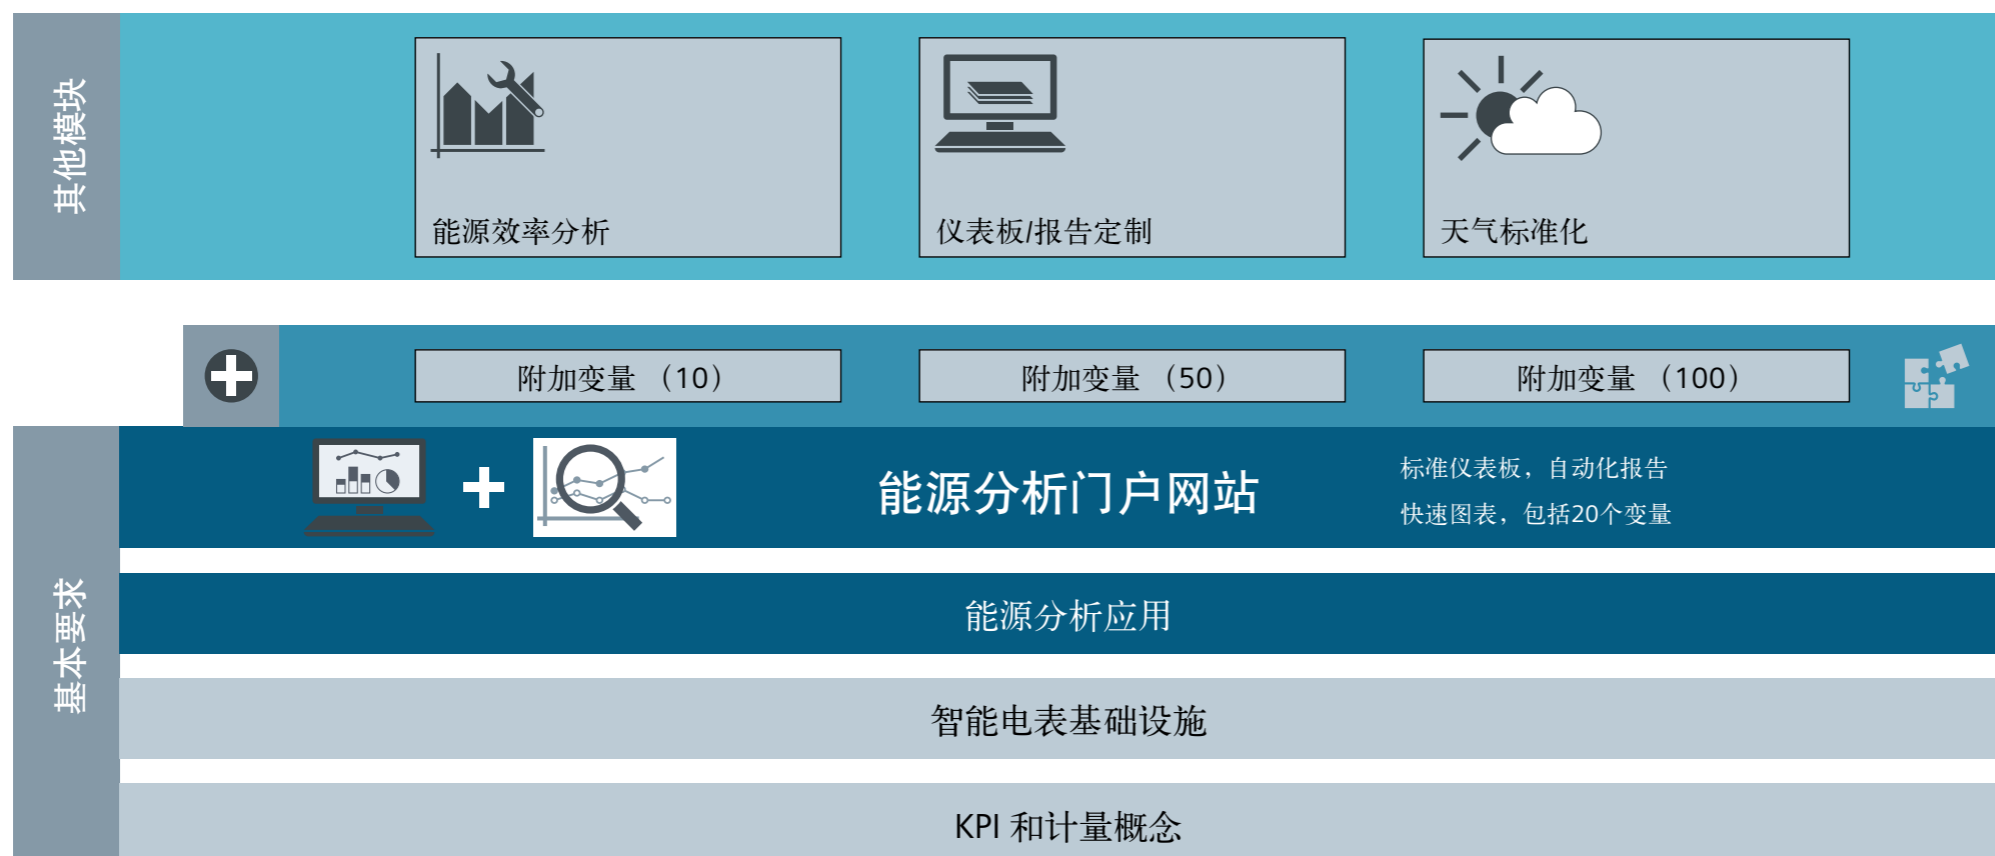 其他模块
能源效率分析
仪表板/报告定制
天气标准化
附加变量 （10）
附加变量 （50）
附加变量 （100）
能源分析门户网站
标准仪表板，自动化报告
快速图表，包括20个变量
基本要求
能源分析应用
智能电表基础设施
KPI 和计量概念